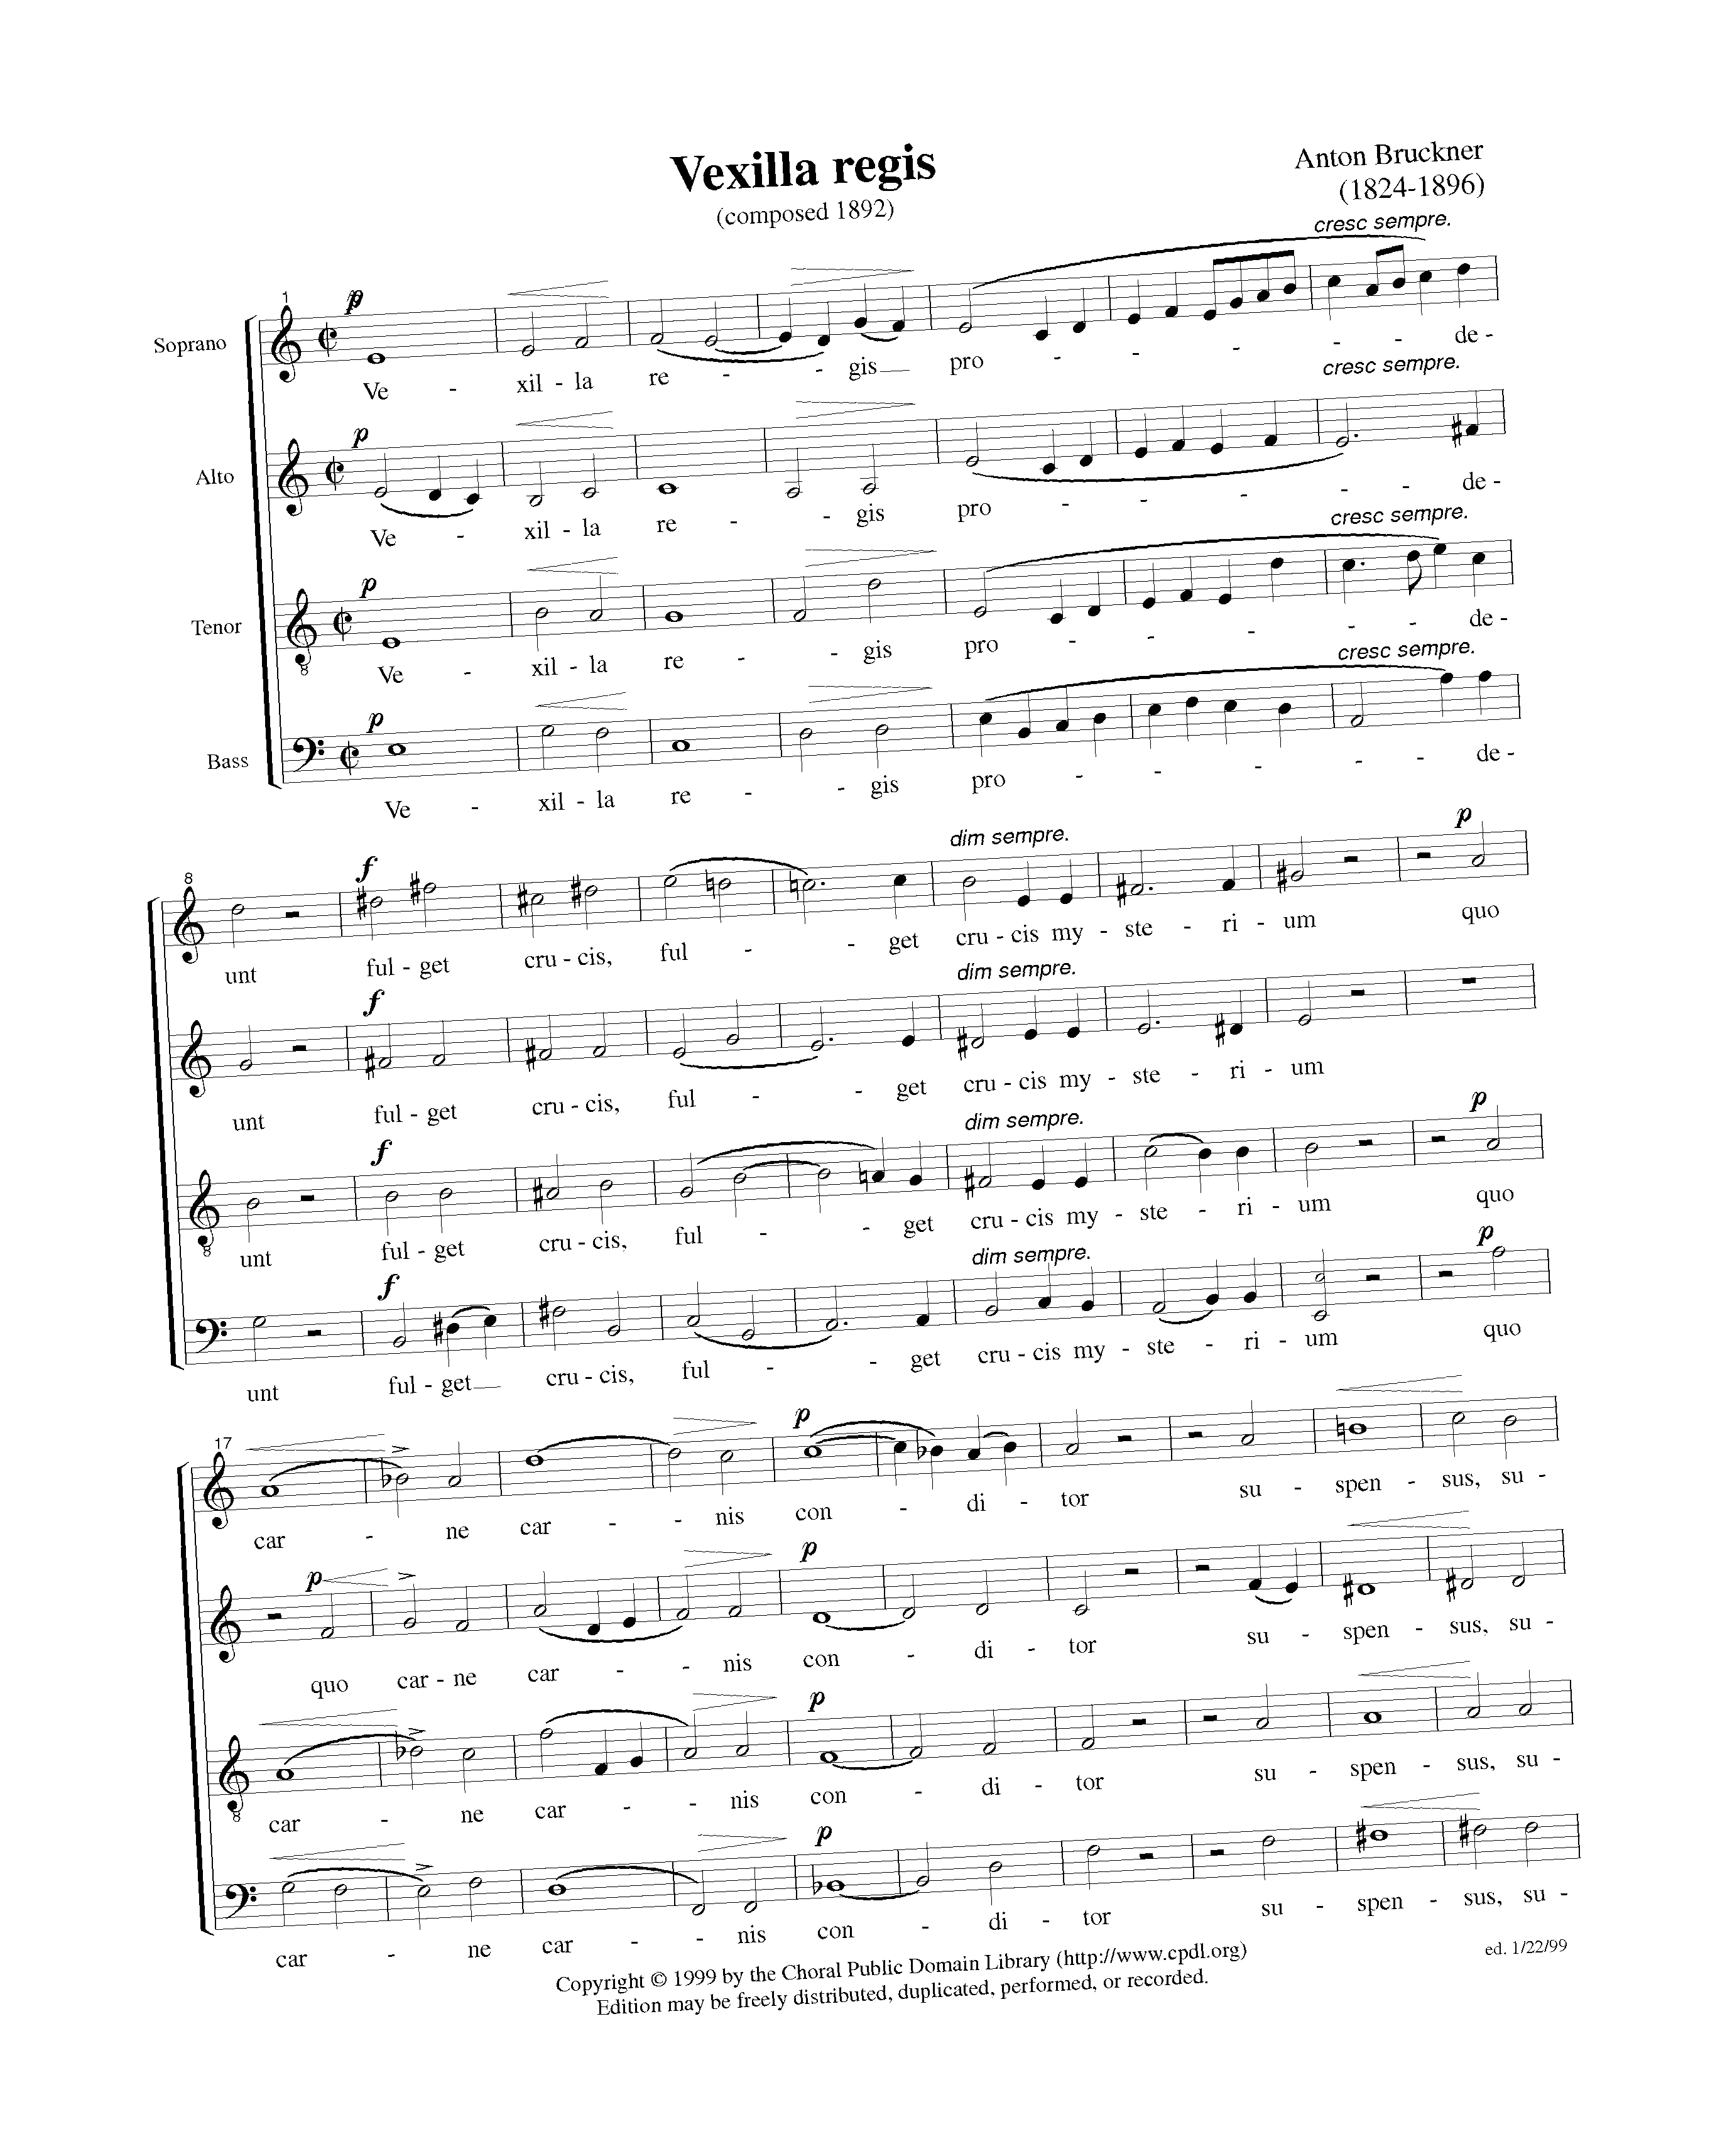 Vexilla regis
(composed 1892)
Anton Bruckner
(1824-1896)
cresc sempre.
1
p
Soprano
Ve - xil - la re - - gis pro - - - - - de -
cresc sempre.
p
Alto
Ve - xil - la re - - gis pro - - - - - de -
cresc sempre.
p
Tenor
Ve - xil - la re - - gis pro - - - - - de -
cresc sempre.
p
Bass
Ve - xil - la re - - gis pro - - - - - de -
8
f dim sempre. p
unt ful - get cru - cis, ful - - get cru - cis my - ste - ri - um quo
f dim sempre.
unt ful - get cru - cis, ful - - get cru - cis my - ste - ri - um
f dim sempre. p
unt ful - get cru - cis, ful - - get cru - cis my - ste - ri - um quo
f dim sempre. p
unt ful - get cru - cis, ful - - get cru - cis my - ste - ri - um quo
17
p
car - ne car - - nis con - di - tor su - spen - sus, su -
p p
quo car - ne car - - nis con - di - tor su - spen - sus, su -
p
car - ne car - - nis con - di - tor su - spen - sus, su -
p
car - ne car - - nis con - di - tor su - spen - sus, su -
Copyright © 1999 by the Choral Public Domain Library (http://www.cpdl.org)
Edition may be freely distributed, duplicated, performed, or recorded.
ed. 1/22/99